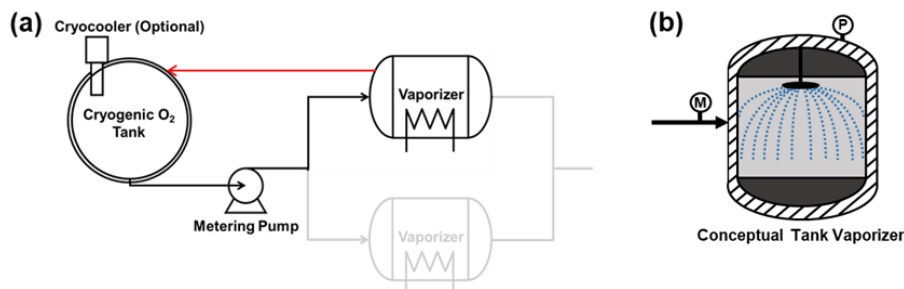 (a)
Cryocooler (Optional)
Cryogenic O₂
Tank
Metering Pump
Vaporizer
Vaporizer
(b)
P
M
Conceptual Tank Vaporizer